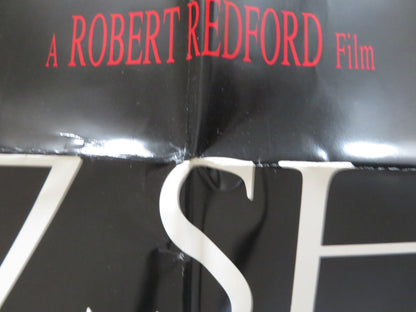 A ROBERT REDFORD Film
Z SH